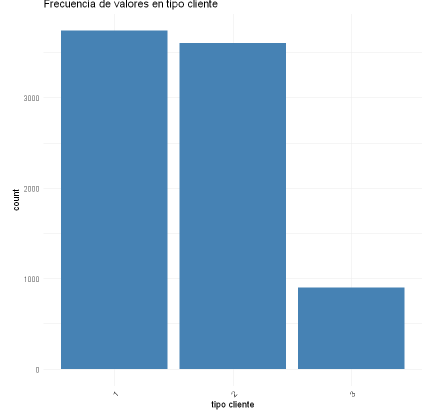 Frecuencia de valores en tipo cliente
3000
2000
1000
0
count
1
2
3
tipo cliente